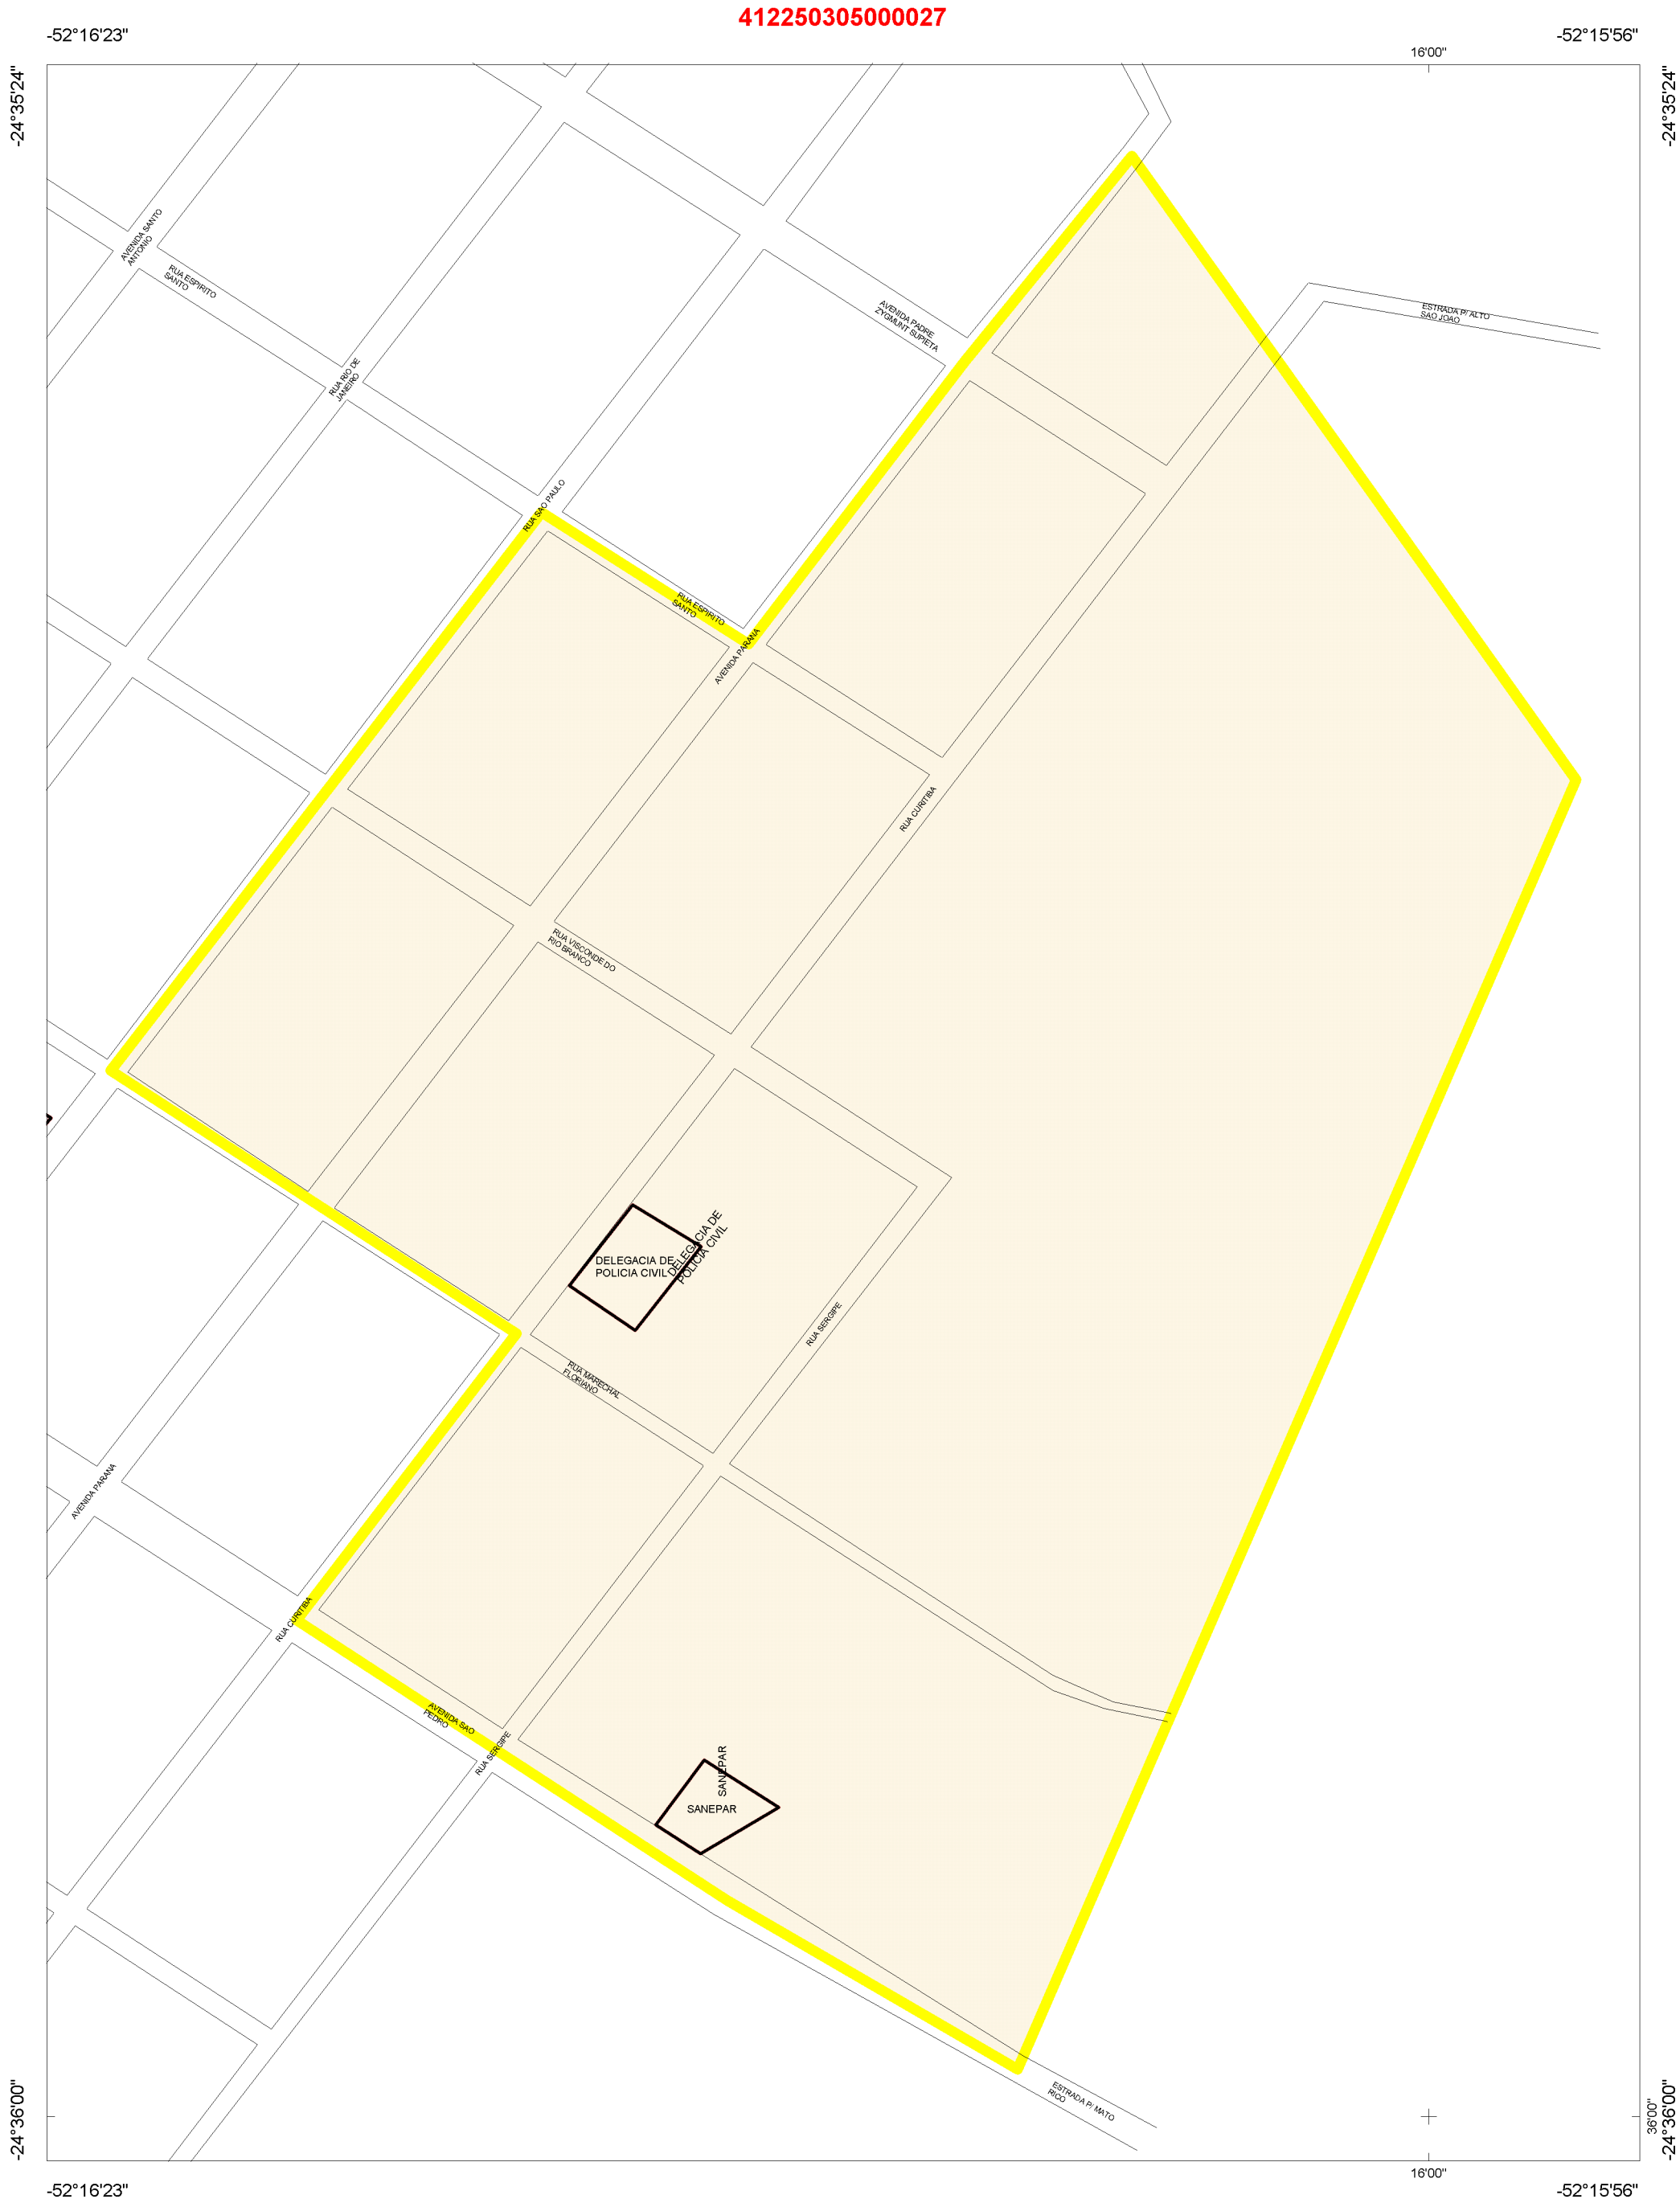 412250305000027
-52°16'23"
-52°15'56"
16'00"
-24°35'24"
-24°35'24"
AVENIDA SANTO
ANTONIO
RUA ESPIRITO
SANTO
AVENIDA PADRE
ZYGMUNT SUPIETA
ESTRADA P/ ALTO
SAO JOAO
RUA RIO DE
JANEIRO
RUA SAO PAULO
RUA ESPIRITO
SANTO
AVENIDA PARANA
RUA CURITIBA
RUA VISCONDE DO
RIO BRANCO
DELEGACIA DE
POLICIA CIVIL
DELEGACIA DE
POLICIA CIVIL
RUA SERGIPE
RUA MARECHAL
FLORIANO
AVENIDA PARANA
RUA CURITIBA
AVENIDA SAO
PEDRO
RUA SERGIPE
SANEPAR
SANEPAR
ESTRADA P/ MATO
RICO
-24°36'00"
36'00"
-24°36'00"
16'00"
-52°16'23"
-52°15'56"